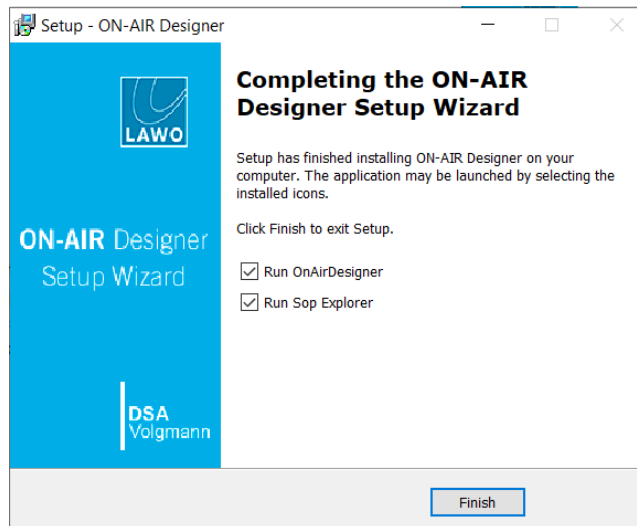 Setup - ON-AIR Designer
LAWO
ON-AIR Designer
Setup Wizard
DSA
Volgmann
Completing the ON-AIR
Designer Setup Wizard
Setup has finished installing ON-AIR Designer on your
computer. The application may be launched by selecting the
installed icons.
Click Finish to exit Setup.
Run OnAirDesigner
Run Sop Explorer
Finish